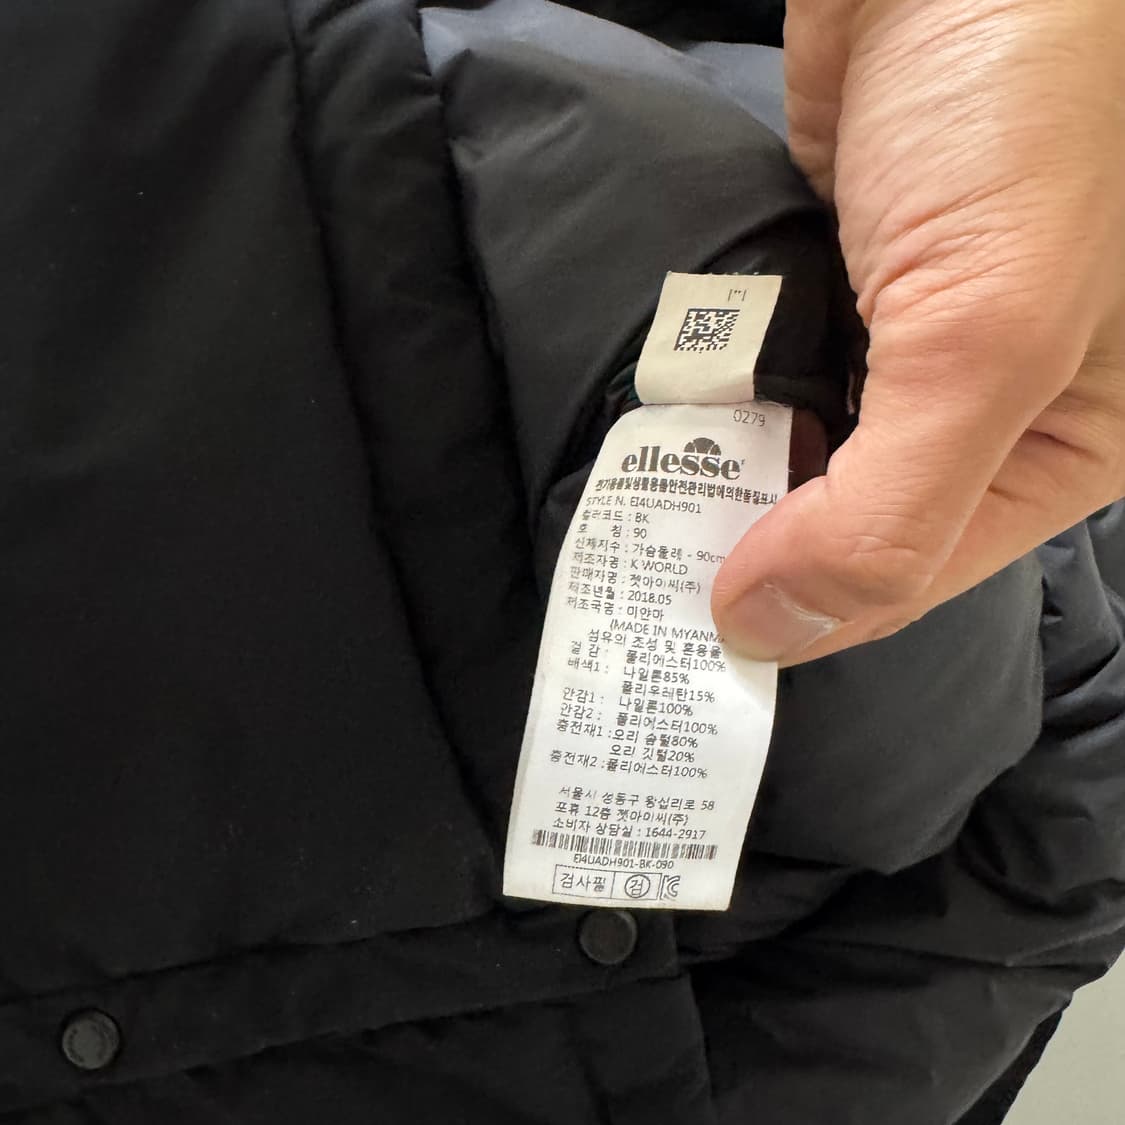 0279
ellesse
전기용품및생활용품안전관리법에의한품질표시
STYLE N. EI4UADH901
컬러코드 : BK
호 칭 : 90
신체지수 : 가슴둘레 - 90cm
제조자명 : K WORLD
판매자명 : 젯아이씨(주)
제조년월 : 2018.05
제조국명 : 미얀마
(MADE IN
섬유의 조성 및 혼용율
겉 감 : 폴리에스터100%
배색1 : 나일론85%
폴리우레탄15%
안감1 : 나일론100%
안감2 : 폴리에스터100%
충전재1 : 오리 솜털80%
오리 깃털20%
충전재2 : 폴리에스터100%
서울시 성동구 왕십리로 58
포휴 12층 젯아이씨(주)
소비자 상담실 : 1644-2917
EI4UADH901-BK-090
검사필 검